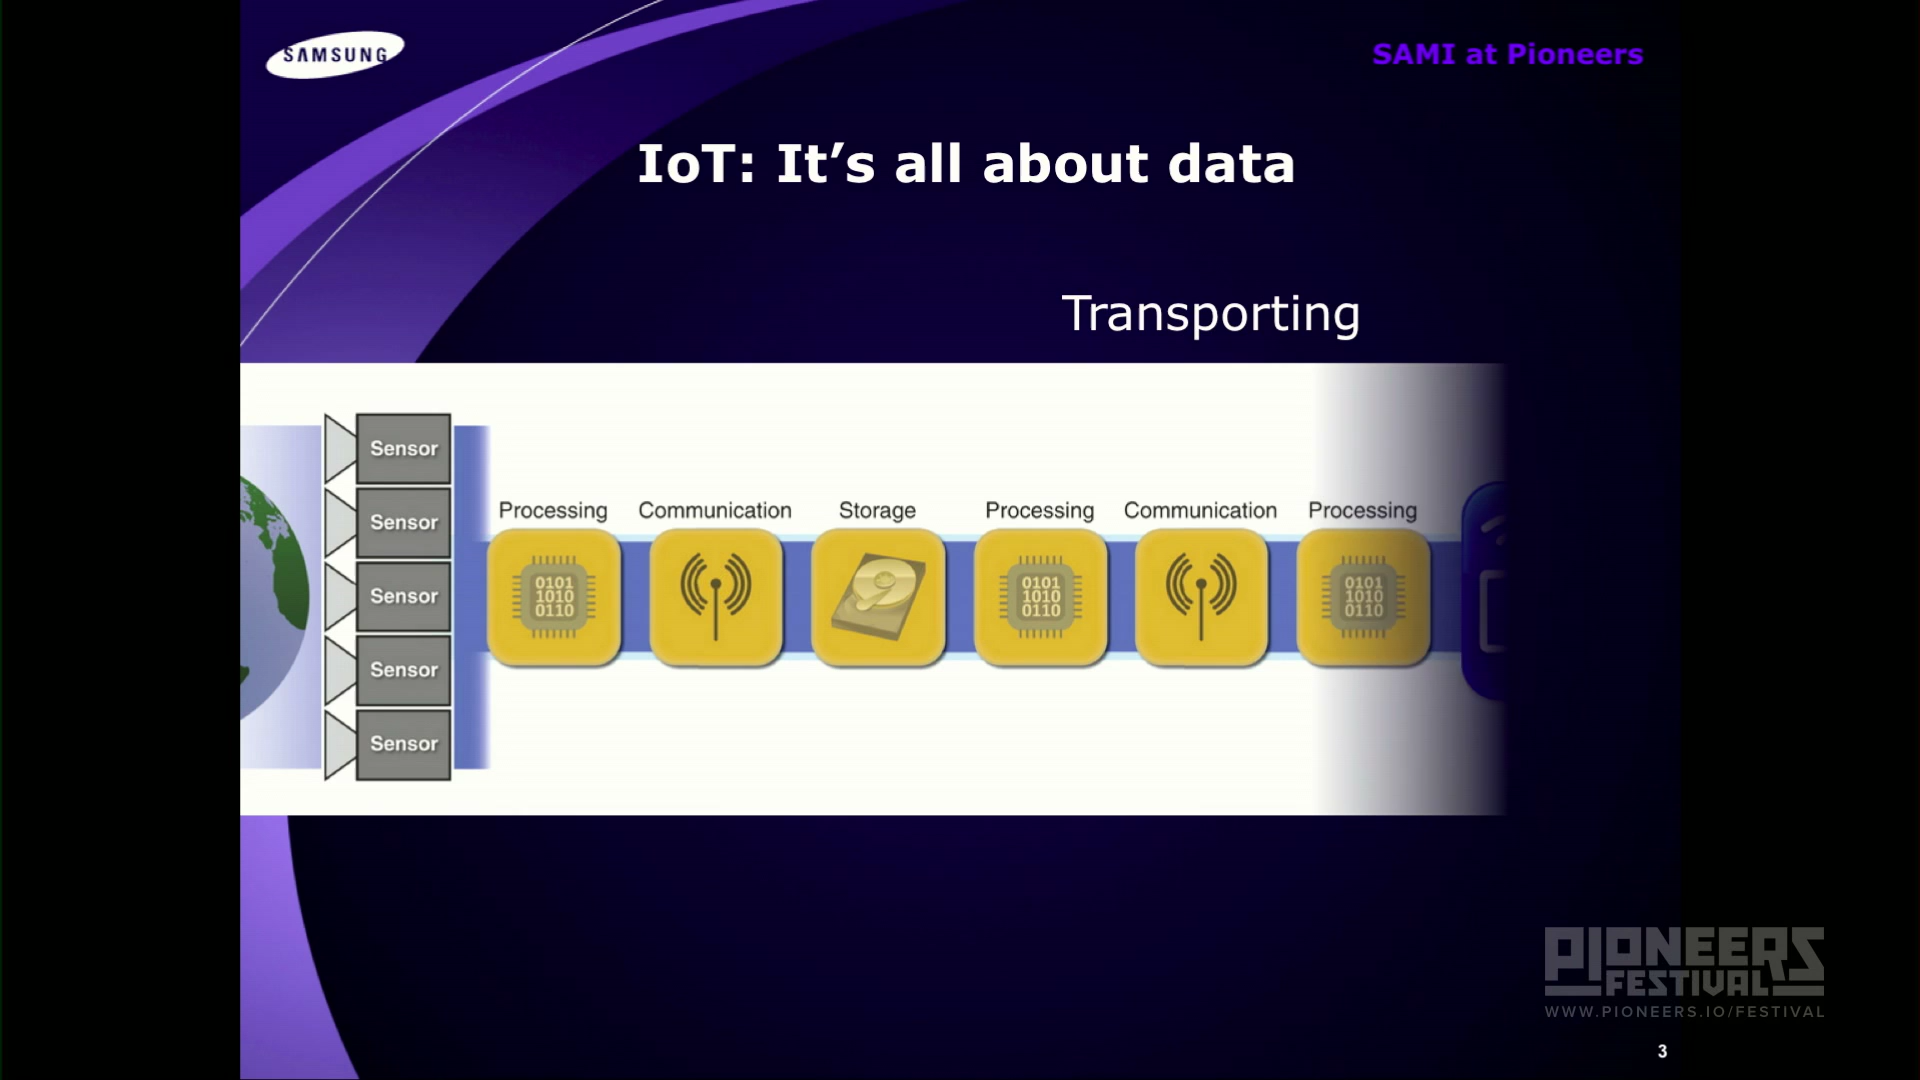 SAMSUNG
SAMI at Pioneers
IoT: It’s all about data
Transporting
Sensor
Sensor
Sensor
Sensor
Sensor
Processing
Communication
Storage
Processing
Communication
Processing
0101
1010
0110
0101
1010
0110
0101
1010
0110
PIONEERS
FESTIVAL
WWW.PIONEERS.IO/FESTIVAL
3